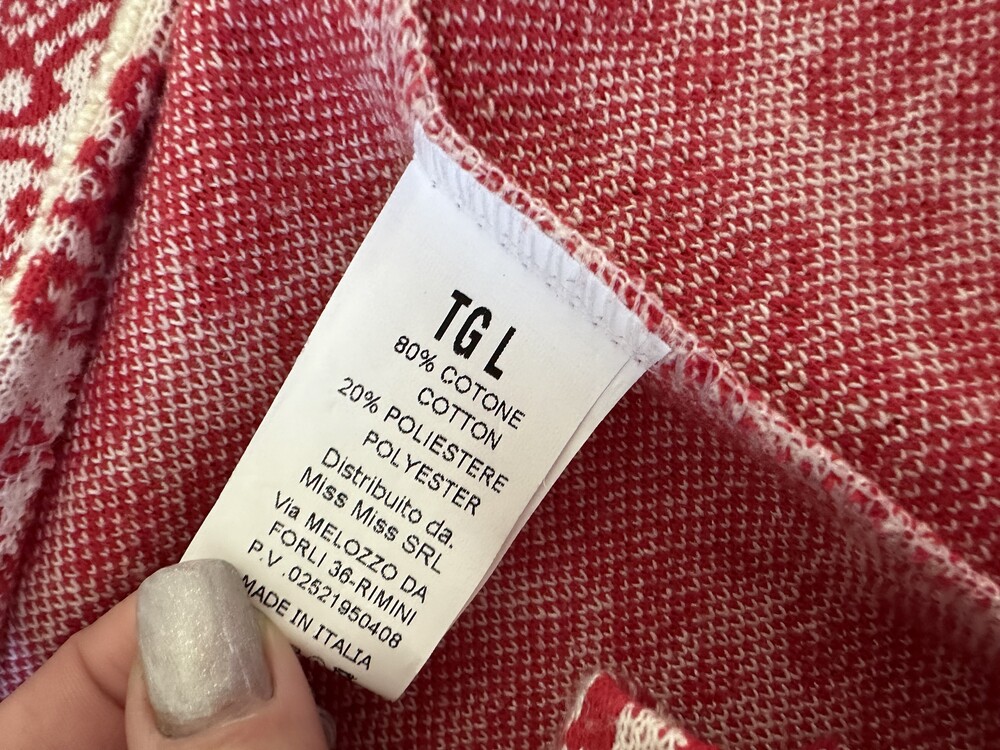 TG L
80% COTONE
COTTON
20% POLIESTERE
POLYESTER
Distribuito da.
Miss Miss SRL
Via MELOZZO DA
FORLI 36-RIMINI
P.V.02521950408
MADE IN ITALIA